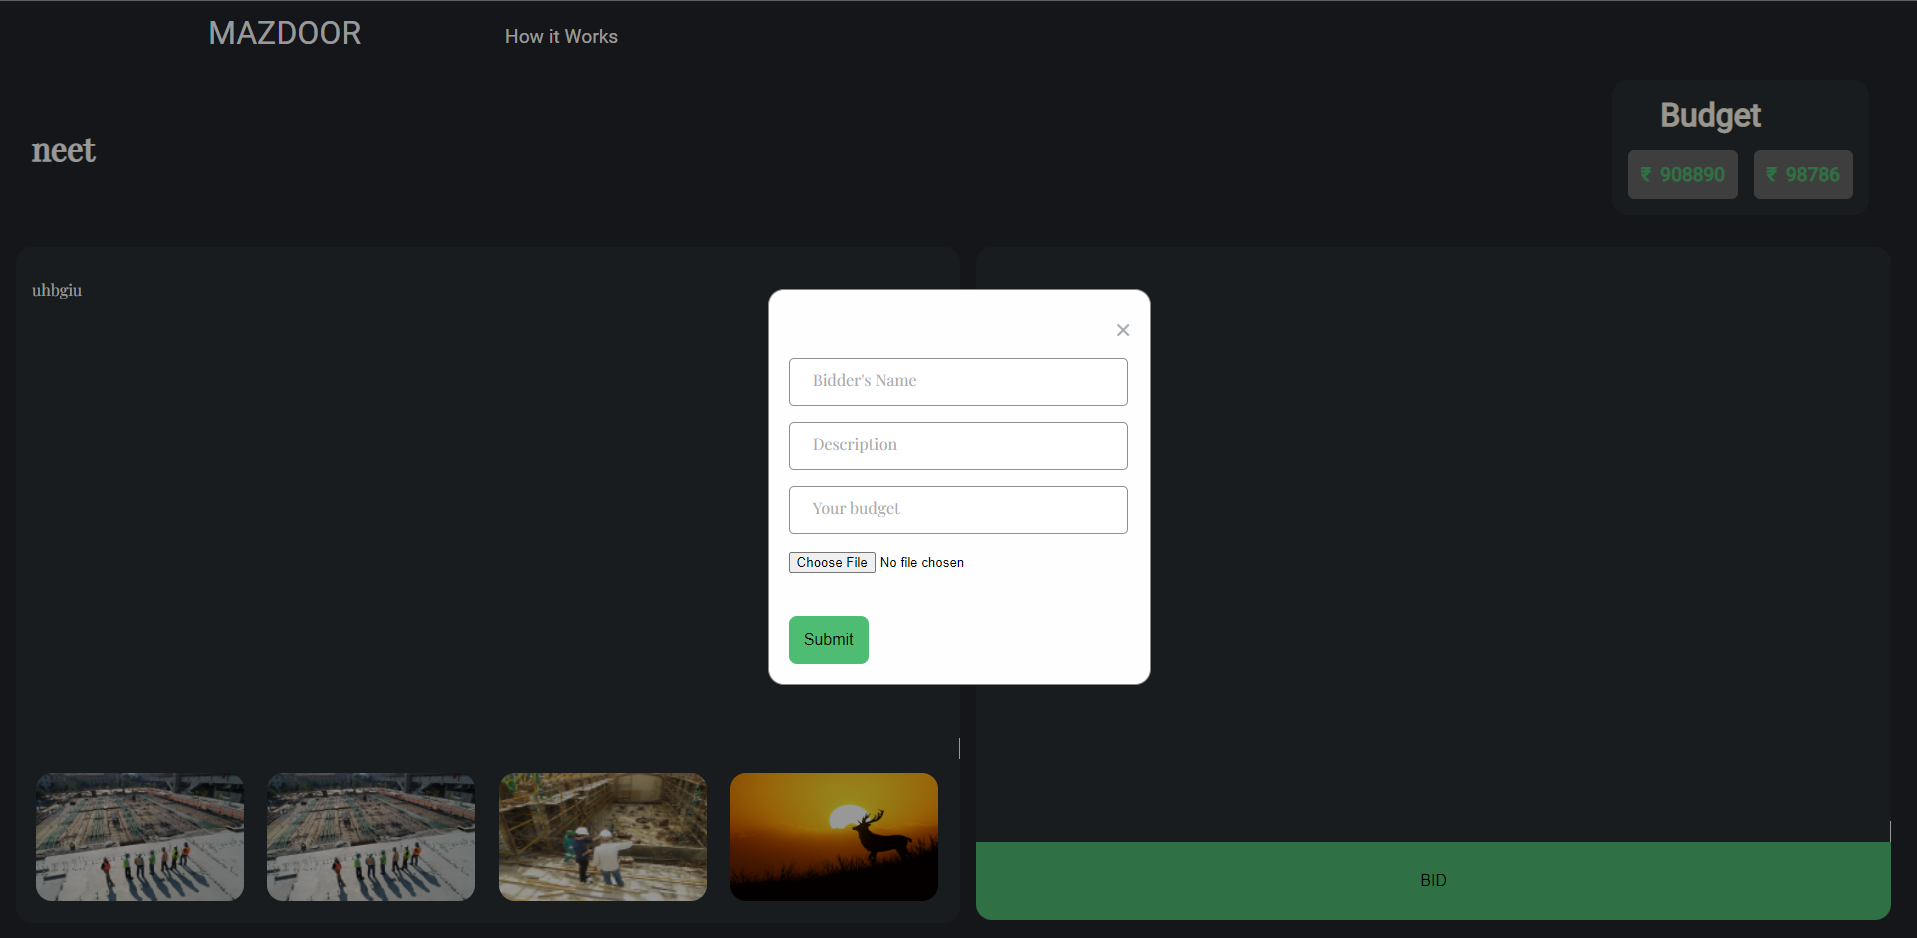 MAZDOOR
How it Works
neet
Budget
₹ 908890
₹ 98786
uhbgiu
×
Bidder's Name
Description
Your budget
Choose File No file chosen
Submit
BID